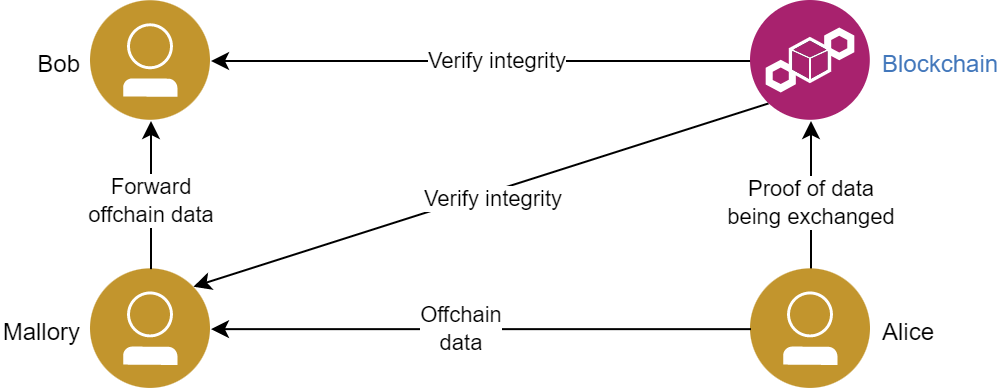 Bob
Verify integrity
Blockchain
Forward
offchain data
Verify integrity
Proof of data
being exchanged
Mallory
Offchain
data
Alice